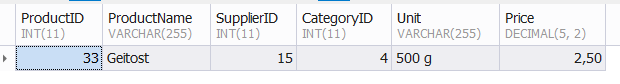 ProductID ProductName SupplierID CategoryID Unit Price
INT(11) VARCHAR(255) INT(11) INT(11) VARCHAR(255) DECIMAL(5, 2)
33 Geitost 15 4 500 g 2,50